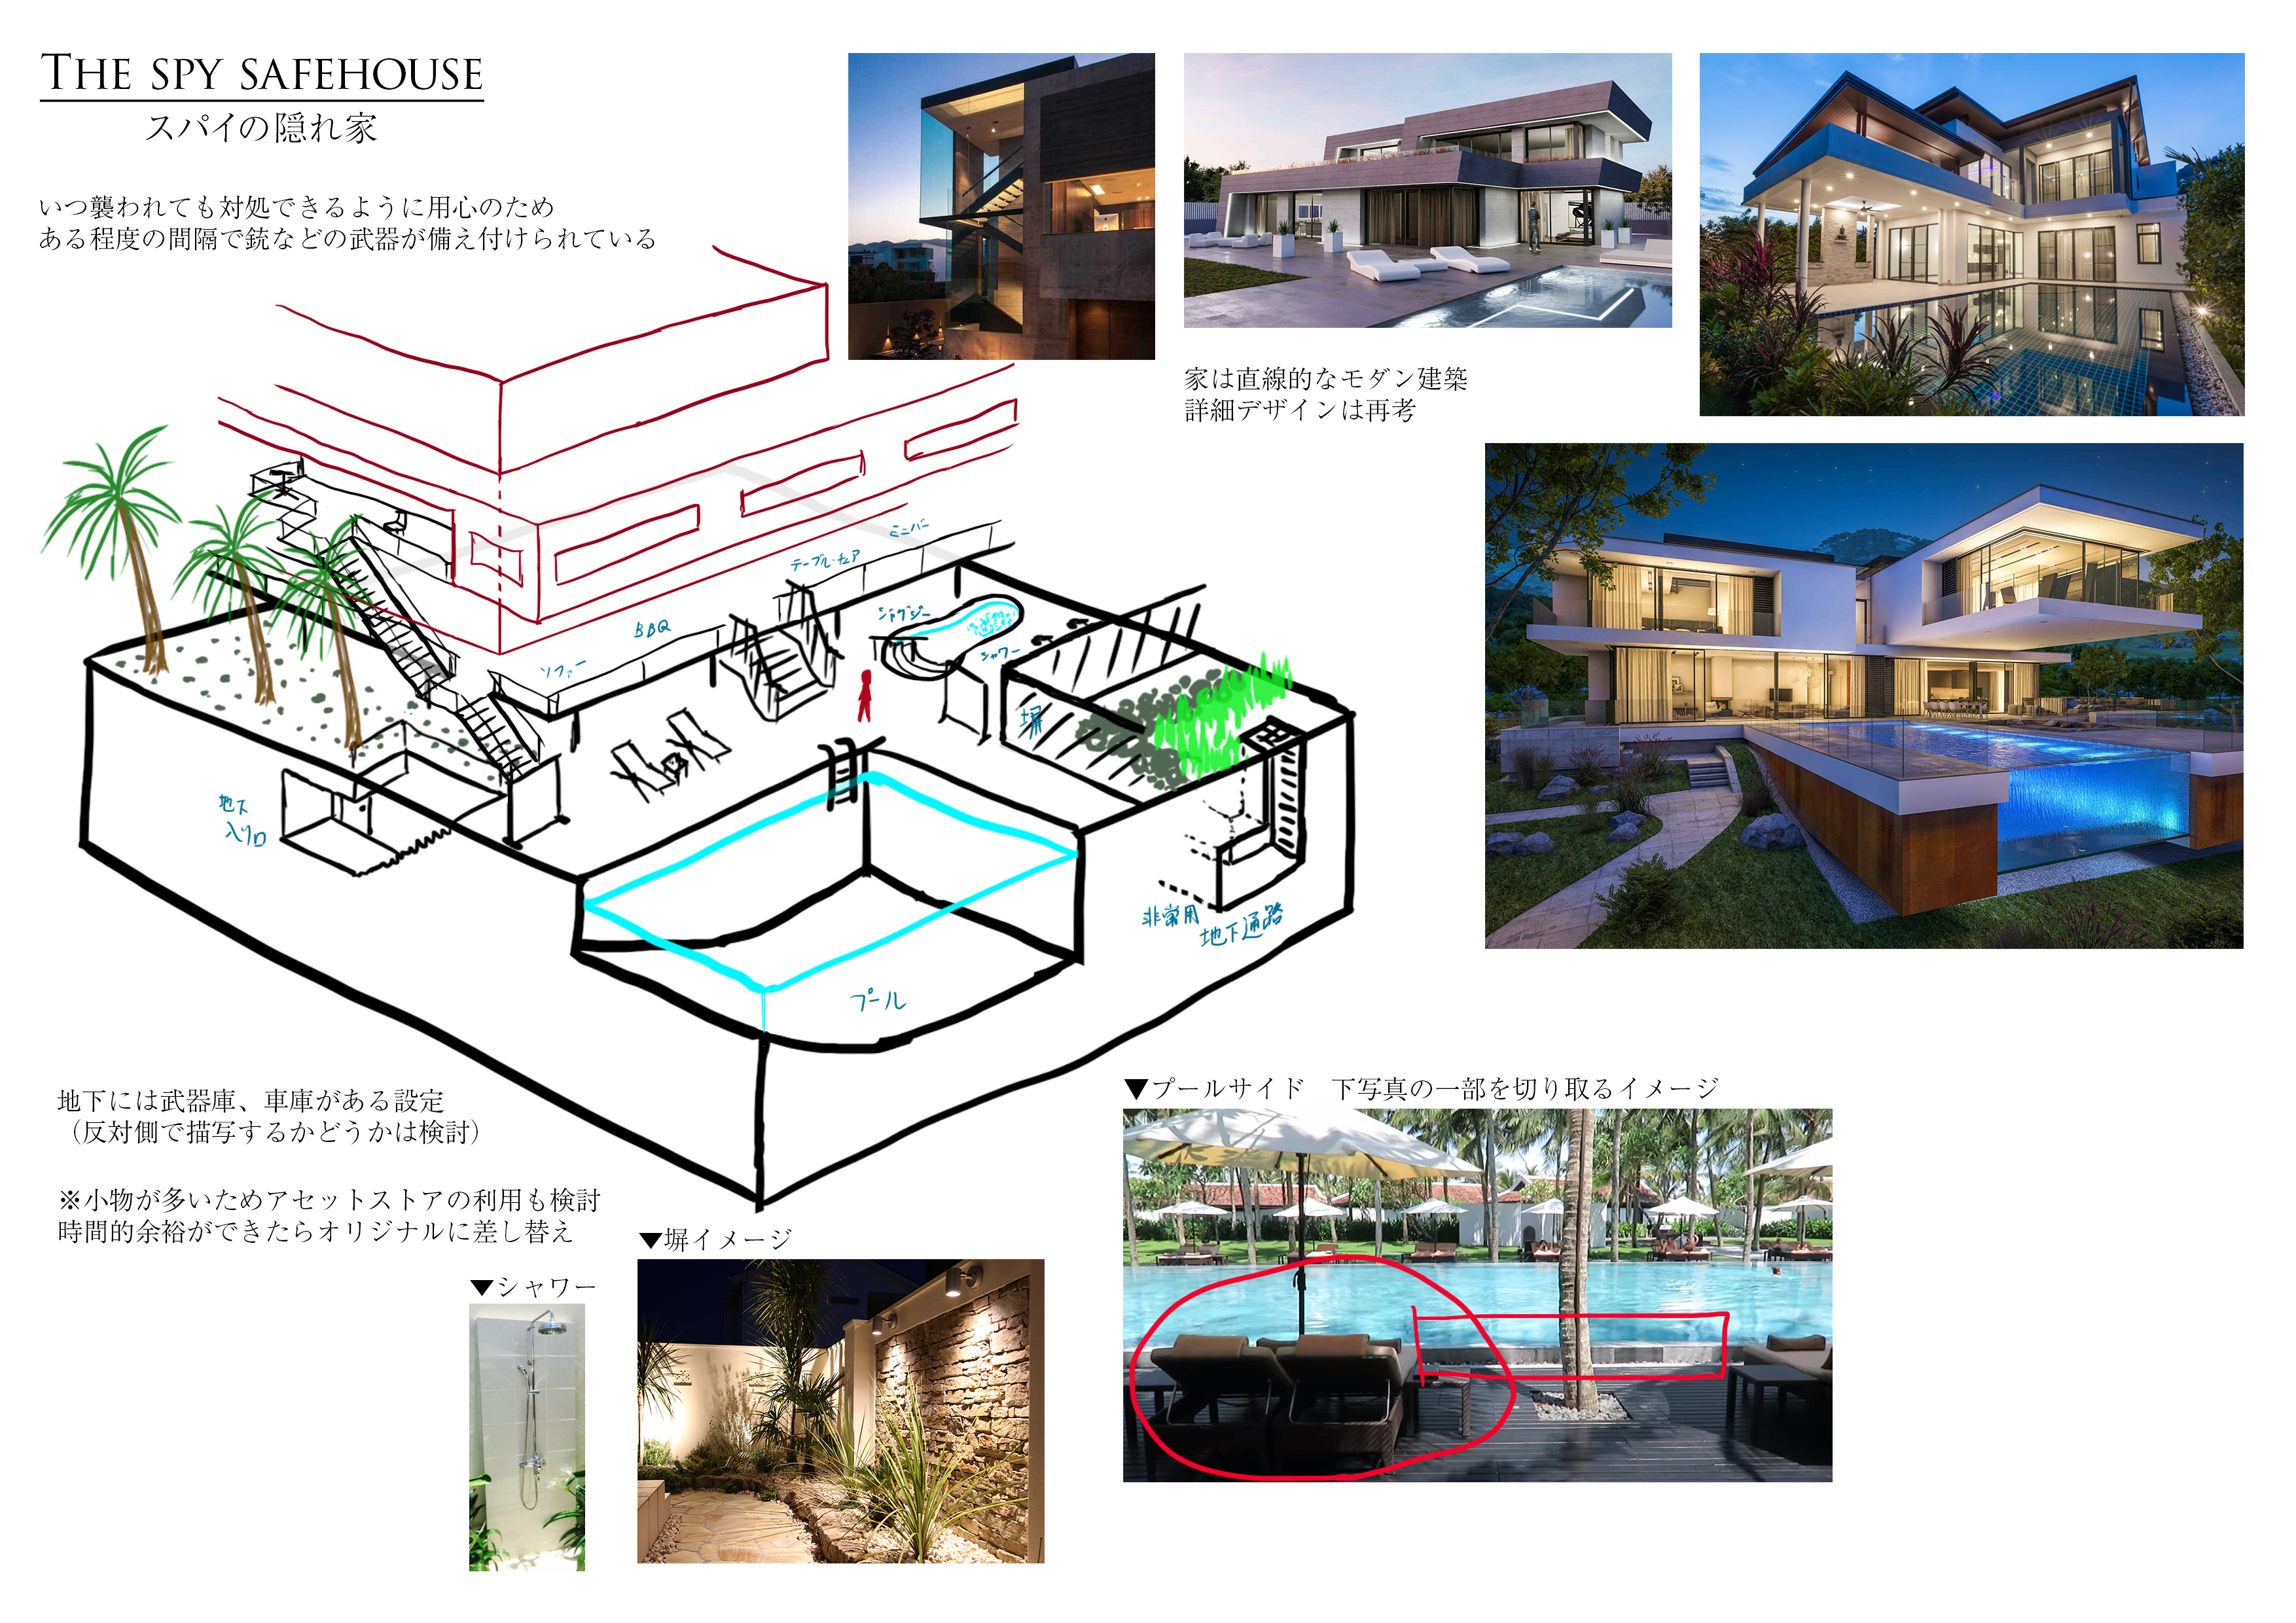 THE SPY SAFEHOUSE
スパイの隠れ家
いつ襲われても対処できるように用心のため
ある程度の間隔で銃などの武器が備え付けられている
家は直線的なモダン建築
詳細デザインは再考
ミニバー
テーブル・チェア
BBQ
ソファー
ジャグジー
シャワー
塀
地下
入り口
非常用
地下通路
プール
地下には武器庫、車庫がある設定
（反対側で描写するかどうかは検討）
※小物が多いためアセットストアの利用も検討
時間的余裕ができたらオリジナルに差し替え
▼シャワー
▼塀イメージ
▼プールサイド　下写真の一部を切り取るイメージ